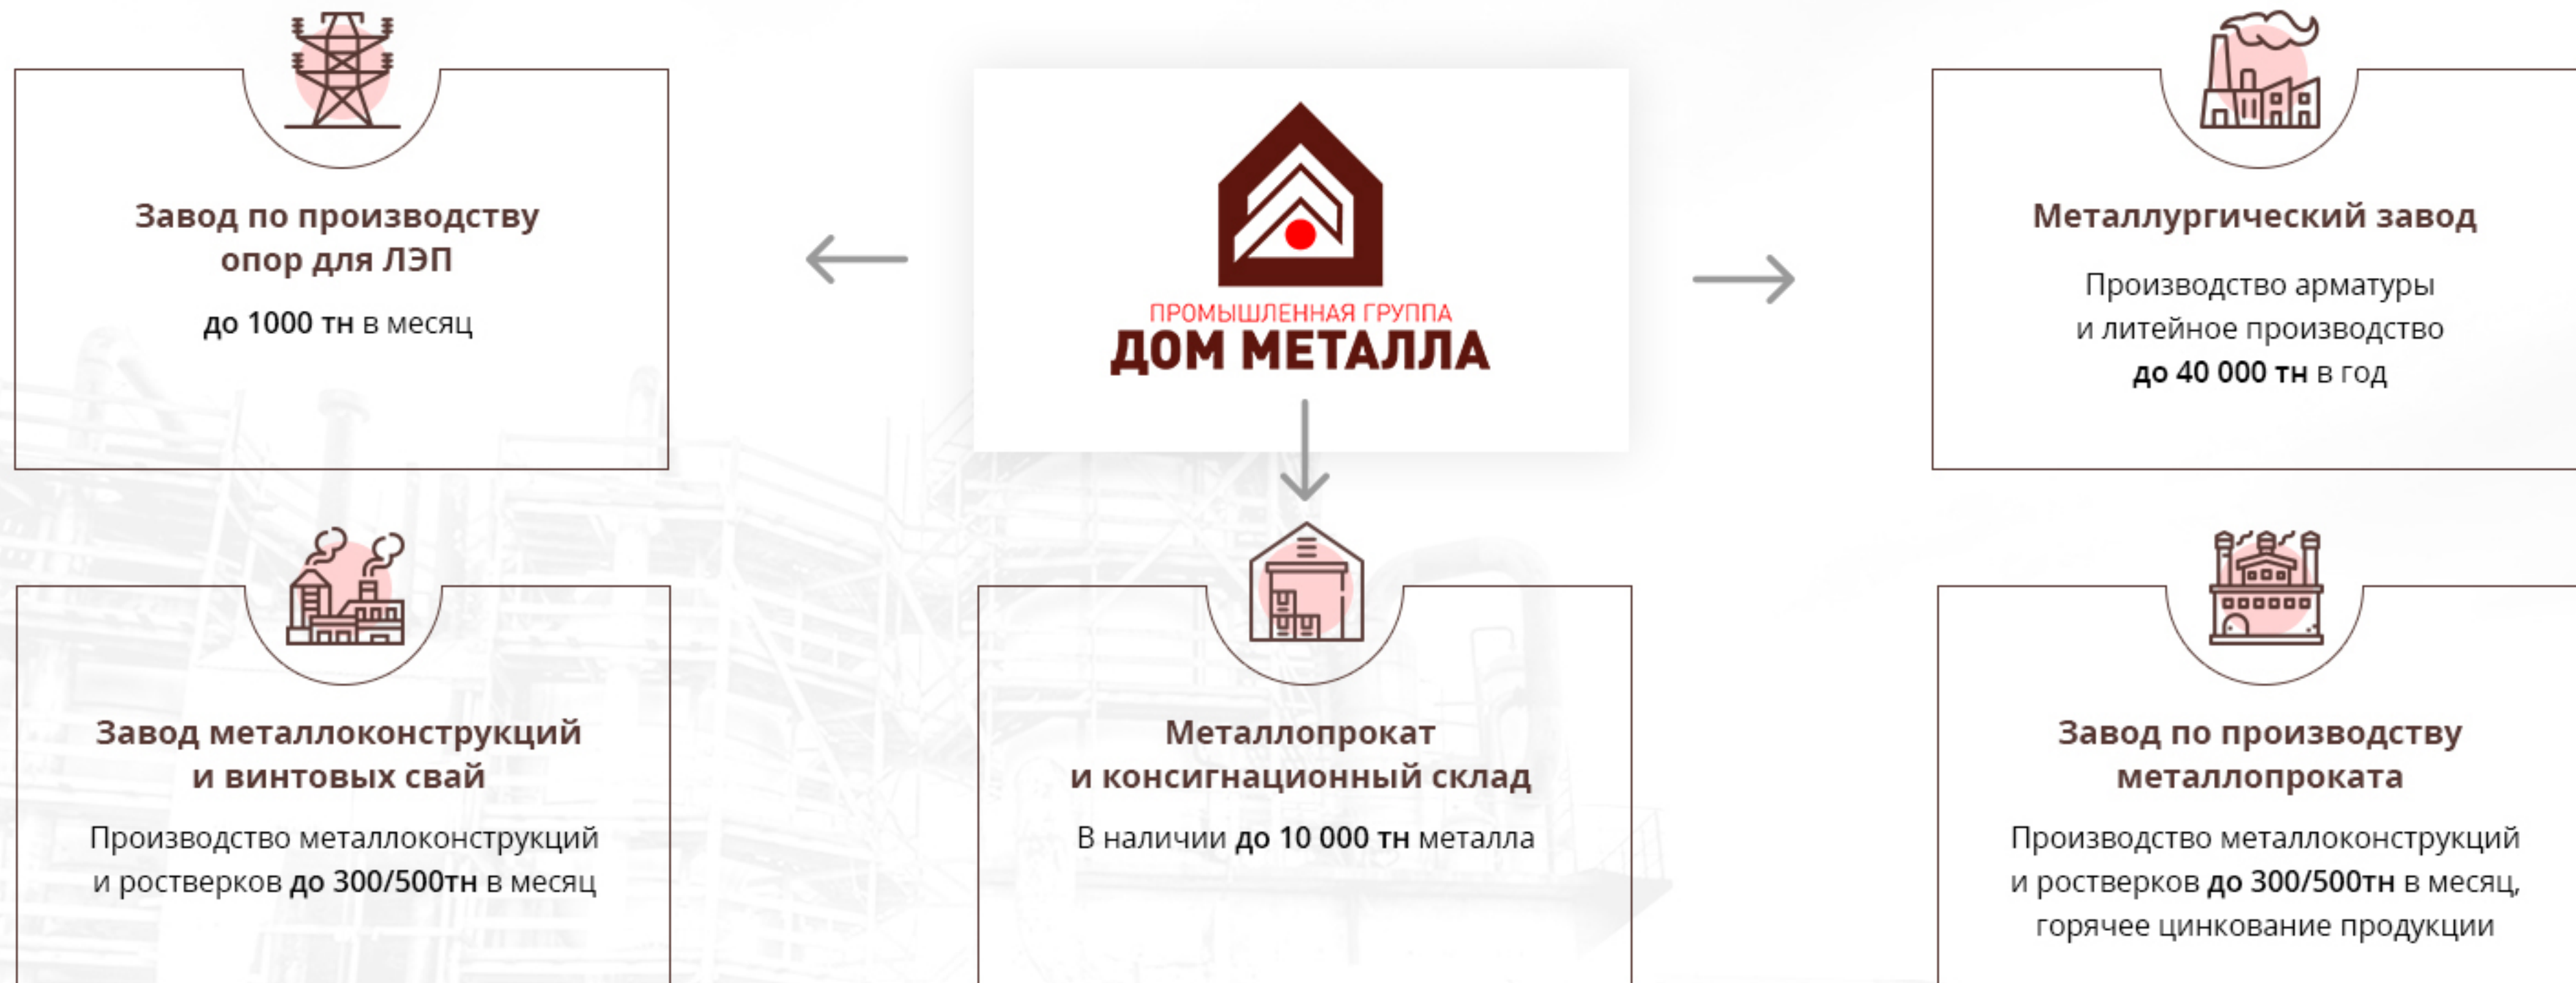 Завод по производству
опор для ЛЭП
до 1000 тн в месяц
ПРОМЫШЛЕННАЯ ГРУППА
ДОМ МЕТАЛЛА
Металлургический завод
Производство арматуры
и литейное производство
до 40 000 тн в год
Завод металлоконструкций
и винтовых свай
Производство металлоконструкций
и ростверков до 300/500тн в месяц
Металлопрокат
и консигнационный склад
В наличии до 10 000 тн металла
Завод по производству
металлопроката
Производство металлоконструкций
и ростверков до 300/500тн в месяц,
горячее цинкование продукции